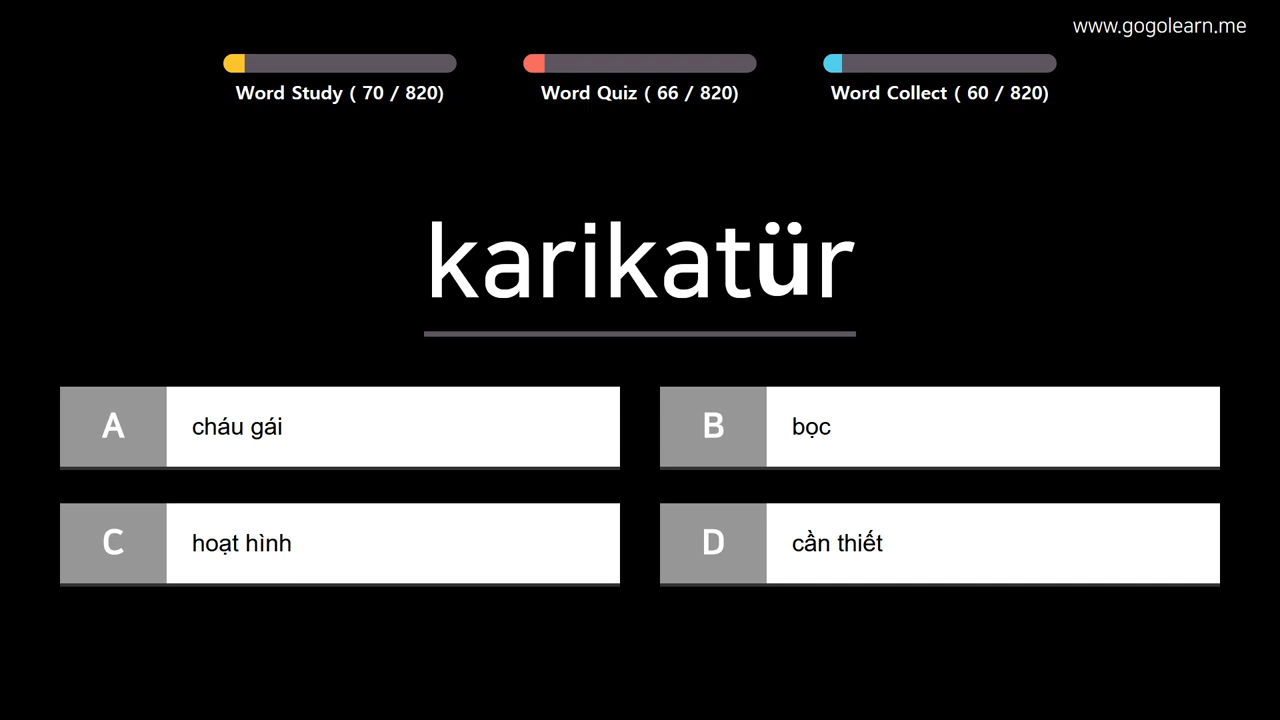 www.gogolearn.me
Word Study ( 70 / 820)
Word Quiz ( 66 / 820)
Word Collect ( 60 / 820)
karikatür
A
cháu gái
B
bọc
C
hoạt hình
D
cần thiết